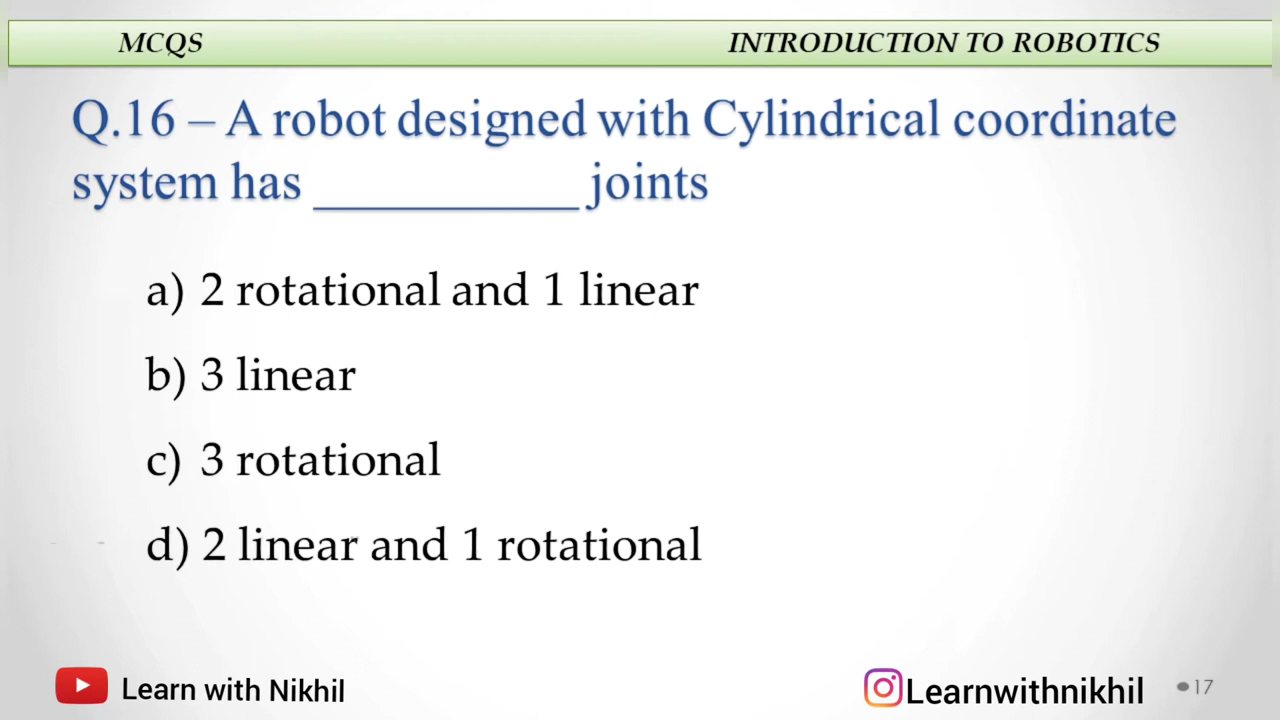 MCQS INTRODUCTION TO ROBOTICS
Q.16 – A robot designed with Cylindrical coordinate
system has __________ joints
a) 2 rotational and 1 linear
b) 3 linear
c) 3 rotational
d) 2 linear and 1 rotational
Learn with Nikhil Learnwithnikhil 17